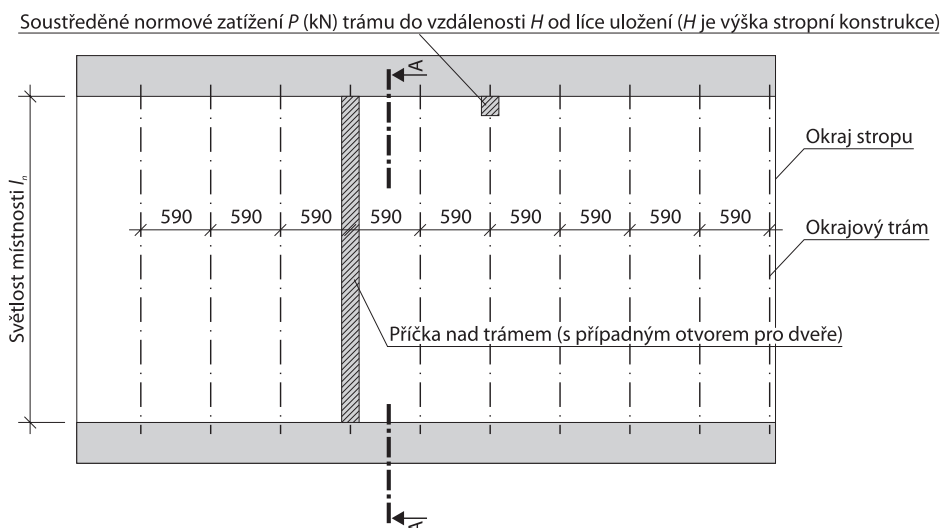 Soustředěné normové zatížení P (kN) trámu do vzdálenosti H od líce uložení (H je výška stropní konstrukce)
A
Okraj stropu
Světlost místnosti lₙ
590 590 590 590 590 590 590 590 590
Okrajový trám
Příčka nad trámem (s případným otvorem pro dveře)
A